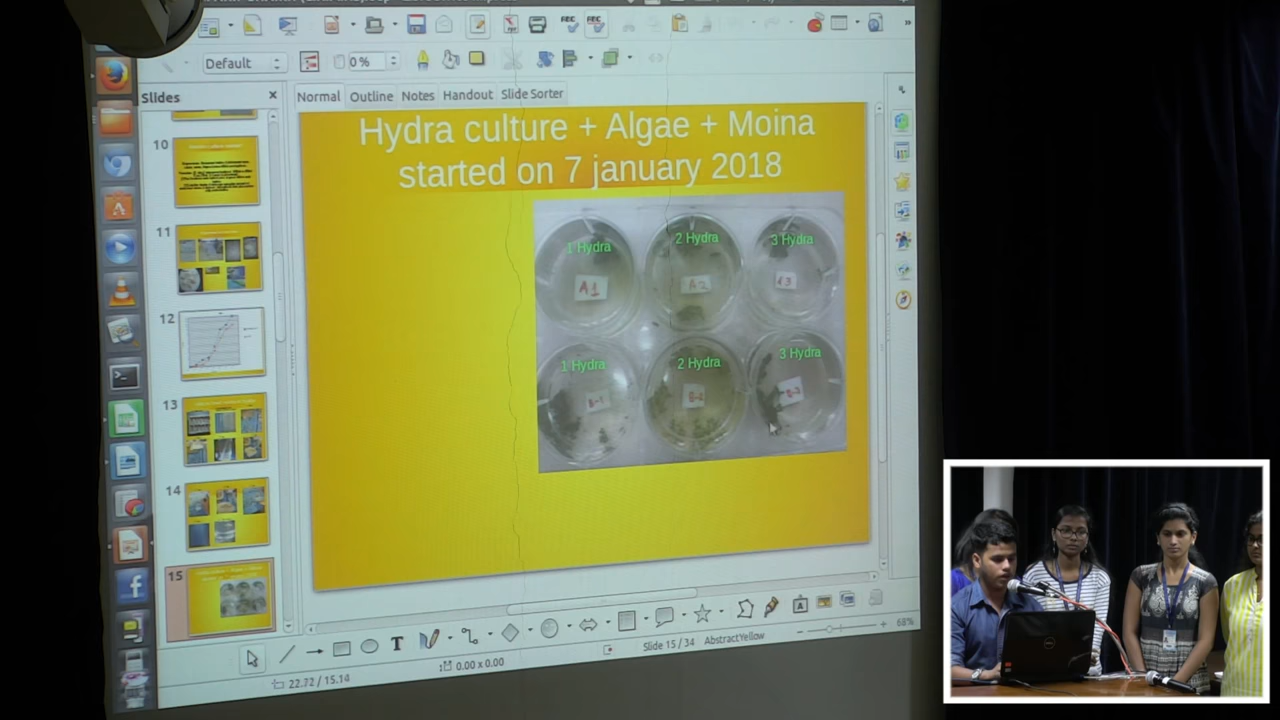 Default
0 %
Slides
Normal Outline Notes Handout Slide Sorter
10
11
12
13
14
15
Hydra culture + Algae + Moina
started on 7 january 2018
1 Hydra
2 Hydra
3 Hydra
A1
A2
1 Hydra
2 Hydra
3 Hydra
B-1
B-2
Slide 15 / 34 AbstractYellow
68%
22.72 / 15.14
0.00 x 0.00